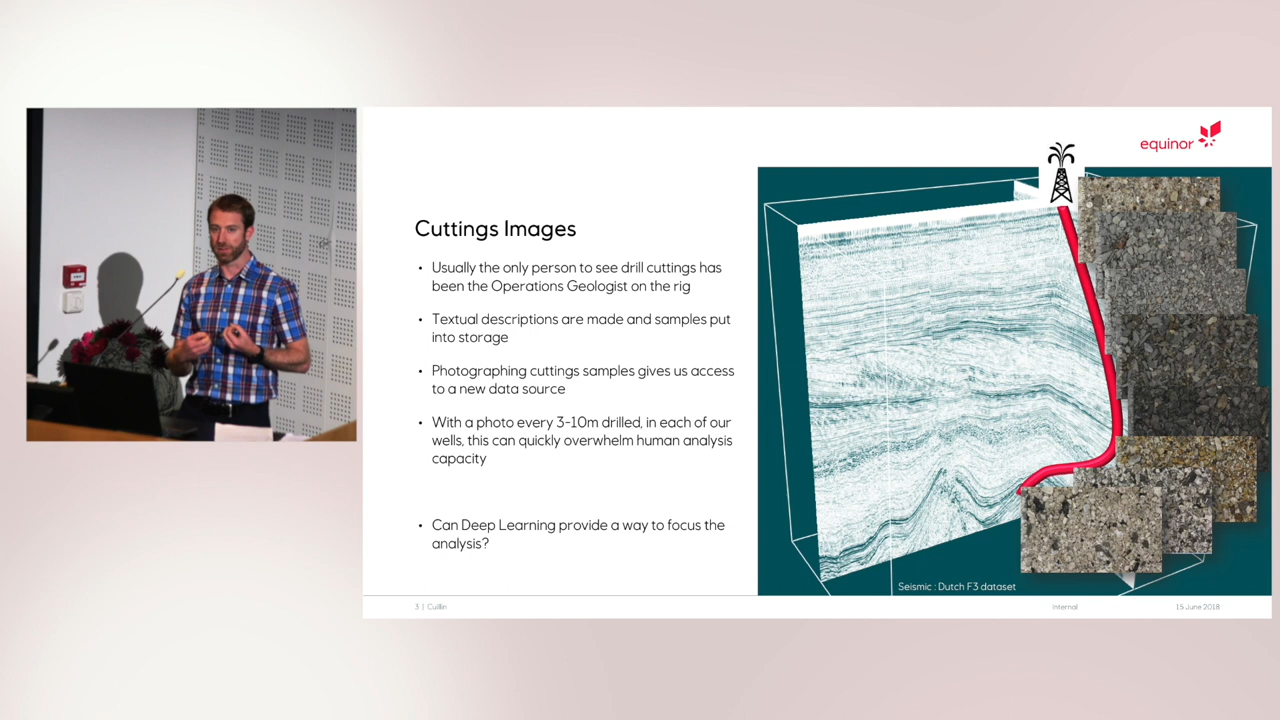 equinor
Cuttings Images
• Usually the only person to see drill cuttings has
been the Operations Geologist on the rig
• Textual descriptions are made and samples put
into storage
• Photographing cuttings samples gives us access
to a new data source
• With a photo every 3-10m drilled, in each of our
wells, this can quickly overwhelm human analysis
capacity
• Can Deep Learning provide a way to focus the
analysis?
Seismic : Dutch F3 dataset
3 | Cuillin
Internal
15 June 2018